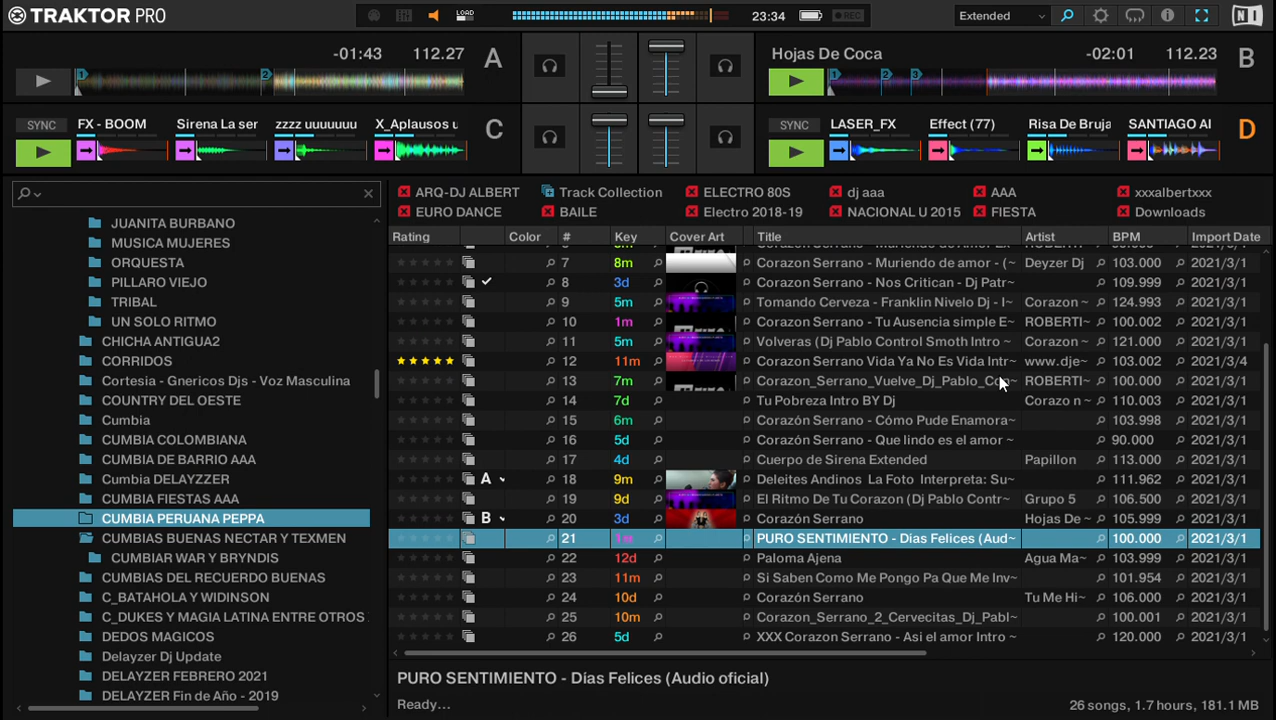 TRAKTOR PRO LOAD 23:34 REC Extended
-01:43 112.27 A Hojas De Coca -02:01 112.23 B
1 2 1 2 3
SYNC FX - BOOM Sirena La ser zzzz uuuuuuu X_Aplausos u C SYNC LASER_FX Effect (77) Risa De Bruja SANTIAGO AI D
ARQ-DJ ALBERT Track Collection ELECTRO 80S dj aaa AAA xxxalbertxxx
EURO DANCE BAILE Electro 2018-19 NACIONAL U 2015 FIESTA Downloads
JUANITA BURBANO
MUSICA MUJERES
ORQUESTA
PILLARO VIEJO
TRIBAL
UN SOLO RITMO
CHICHA ANTIGUA2
CORRIDOS
Cortesia - Gnericos Djs - Voz Masculina
COUNTRY DEL OESTE
Cumbia
CUMBIA COLOMBIANA
CUMBIA DE BARRIO AAA
Cumbia DELAYZZER
CUMBIA FIESTAS AAA
CUMBIA PERUANA PEPPA
CUMBIAS BUENAS NECTAR Y TEXMEN
CUMBIAR WAR Y BRYNDIS
CUMBIAS DEL RECUERDO BUENAS
C_BATAHOLA Y WIDINSON
C_DUKES Y MAGIA LATINA ENTRE OTROS
DEDOS MAGICOS
Delayzer Dj Update
DELAYZER FEBRERO 2021
DELAYZER Fin de Año - 2019
Rating Color # Key Cover Art Title Artist BPM Import Date
7 8m Corazon Serrano - Muriendo de amor - (~ Deyzer Dj 103.000 2021/3/1
8 3d Corazon Serrano - Nos Critican - Dj Patr~ 109.999 2021/3/1
9 5m Tomando Cerveza - Franklin Nivelo Dj - I~ Corazon ~ 124.993 2021/3/1
10 1m Corazon Serrano - Tu Ausencia simple E~ ROBERTI~ 100.002 2021/3/1
11 5m Volveras (Dj Pablo Control Smoth Intro ~ Corazon ~ 121.000 2021/3/1
12 11m Corazon Serrano Vida Ya No Es Vida Intr~ www.dje~ 103.002 2021/3/4
13 7m Corazon_Serrano_Vuelve_Dj_Pablo_Con~ ROBERTI~ 100.000 2021/3/1
14 7d Tu Pobreza Intro BY Dj Corazo n ~ 110.003 2021/3/1
15 6m Corazón Serrano - Cómo Pude Enamora~ 103.998 2021/3/1
16 5d Corazón Serrano - Que lindo es el amor ~ 90.000 2021/3/1
17 4d Cuerpo de Sirena Extended Papillon 113.000 2021/3/1
A 18 9m Deleites Andinos La Foto Interpreta: Su~ 111.962 2021/3/1
19 9d El Ritmo De Tu Corazon (Dj Pablo Contr~ Grupo 5 106.500 2021/3/1
B 20 3d Corazón Serrano Hojas De ~ 105.999 2021/3/1
21 1m PURO SENTIMIENTO - Días Felices (Aud~ 100.000 2021/3/1
22 12d Paloma Ajena Agua Ma~ 103.999 2021/3/1
23 11m Si Saben Como Me Pongo Pa Que Me Inv~ 101.954 2021/3/1
24 10d Corazón Serrano Tu Me Hi~ 106.000 2021/3/1
25 10m Corazon_Serrano_2_Cervecitas_Dj_Pabl~ 100.001 2021/3/1
26 5d XXX Corazon Serrano - Asi el amor Intro ~ 120.000 2021/3/1
PURO SENTIMIENTO - Días Felices (Audio oficial)
Ready... 26 songs, 1.7 hours, 181.1 MB